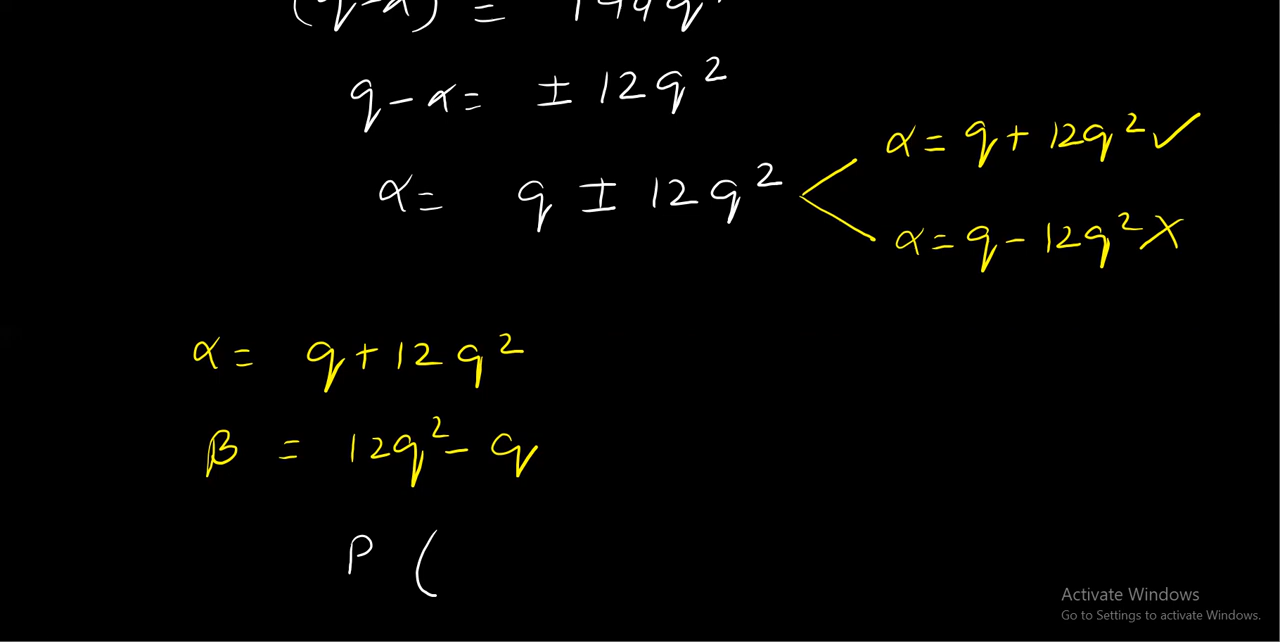 q - α = ± 12q²
α = q ± 12q²
α = q + 12q² ✓
α = q - 12q² X
α = q + 12q²
β = 12q² - q
P (
Activate Windows
Go to Settings to activate Windows.